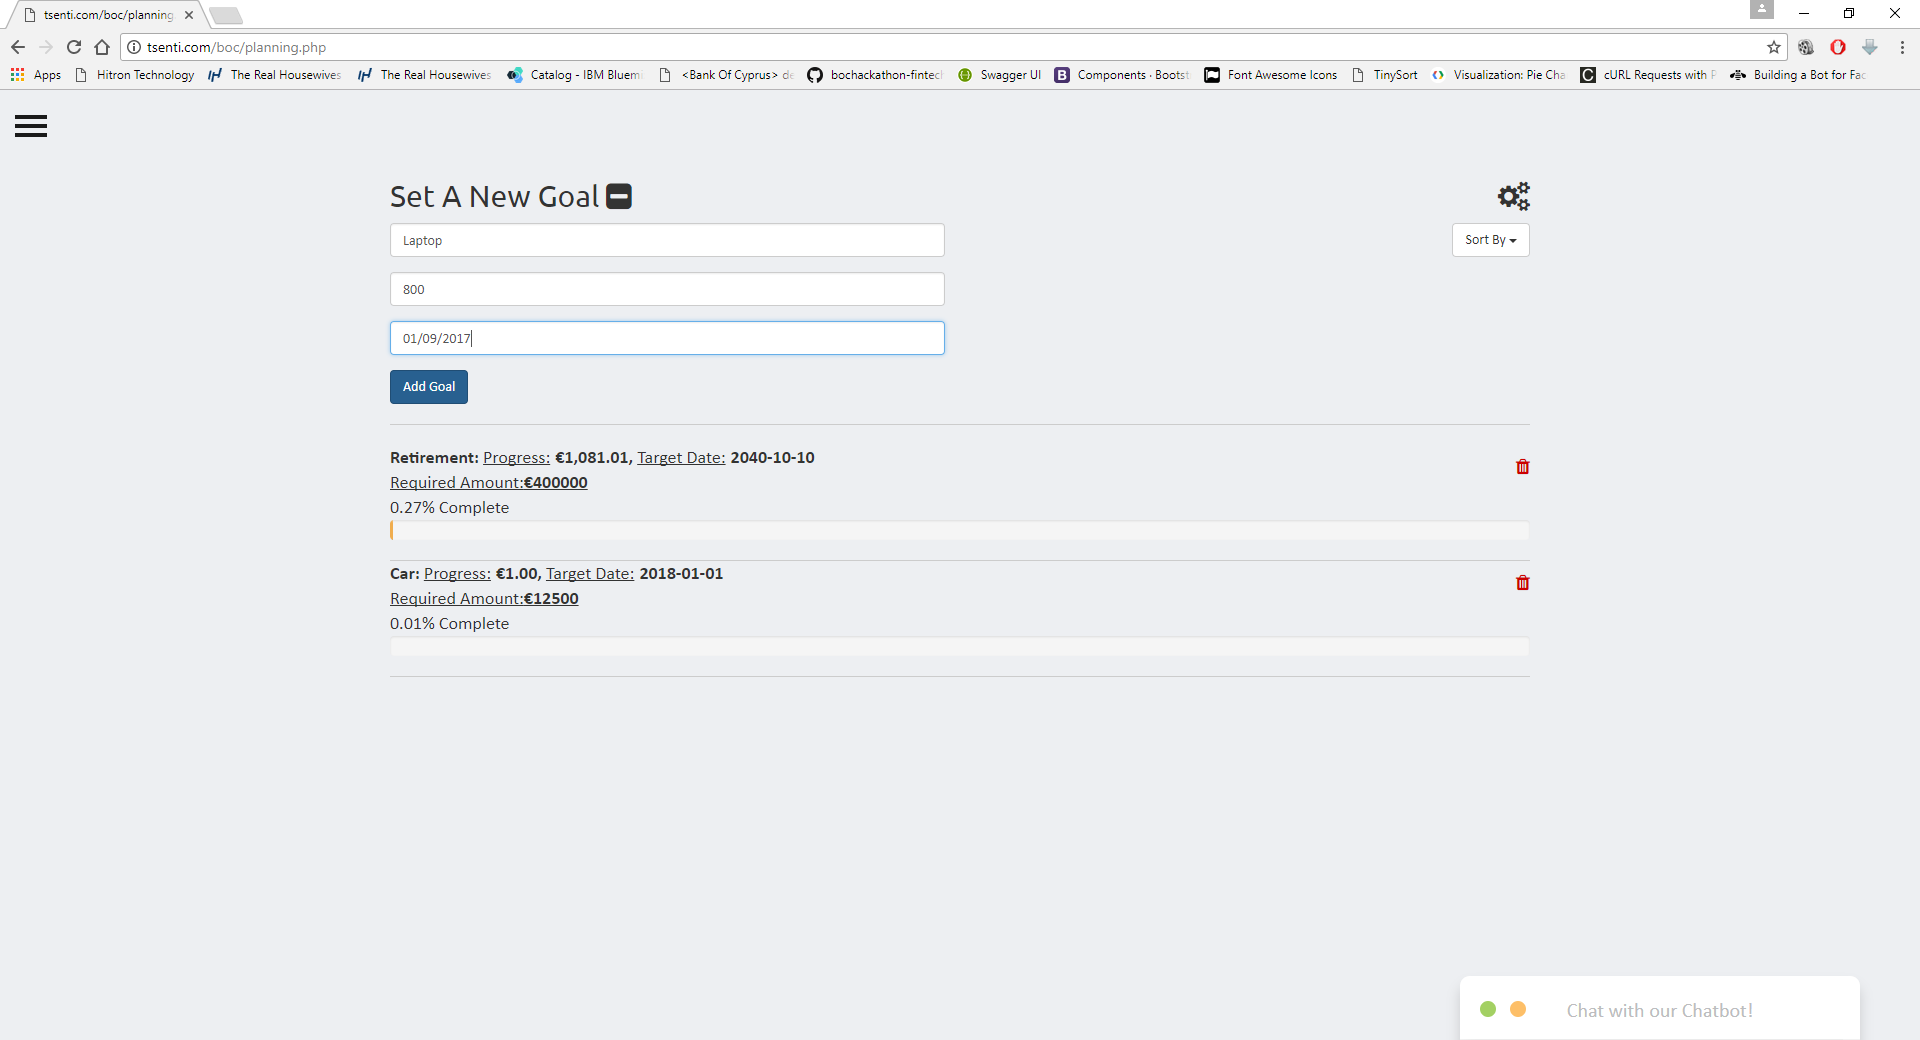 tsenti.com/boc/planning
tsenti.com/boc/planning.php
Apps Hitron Technology The Real Housewives The Real Housewives Catalog - IBM Bluem <Bank Of Cyprus> de bochackathon-fintech Swagger UI Components · Bootst Font Awesome Icons TinySort Visualization: Pie Cha cURL Requests with P Building a Bot for Fac
Set A New Goal
Laptop
Sort By
800
01/09/2017
Add Goal
Retirement: Progress: €1,081.01, Target Date: 2040-10-10
Required Amount:€400000
0.27% Complete
Car: Progress: €1.00, Target Date: 2018-01-01
Required Amount:€12500
0.01% Complete
Chat with our Chatbot!